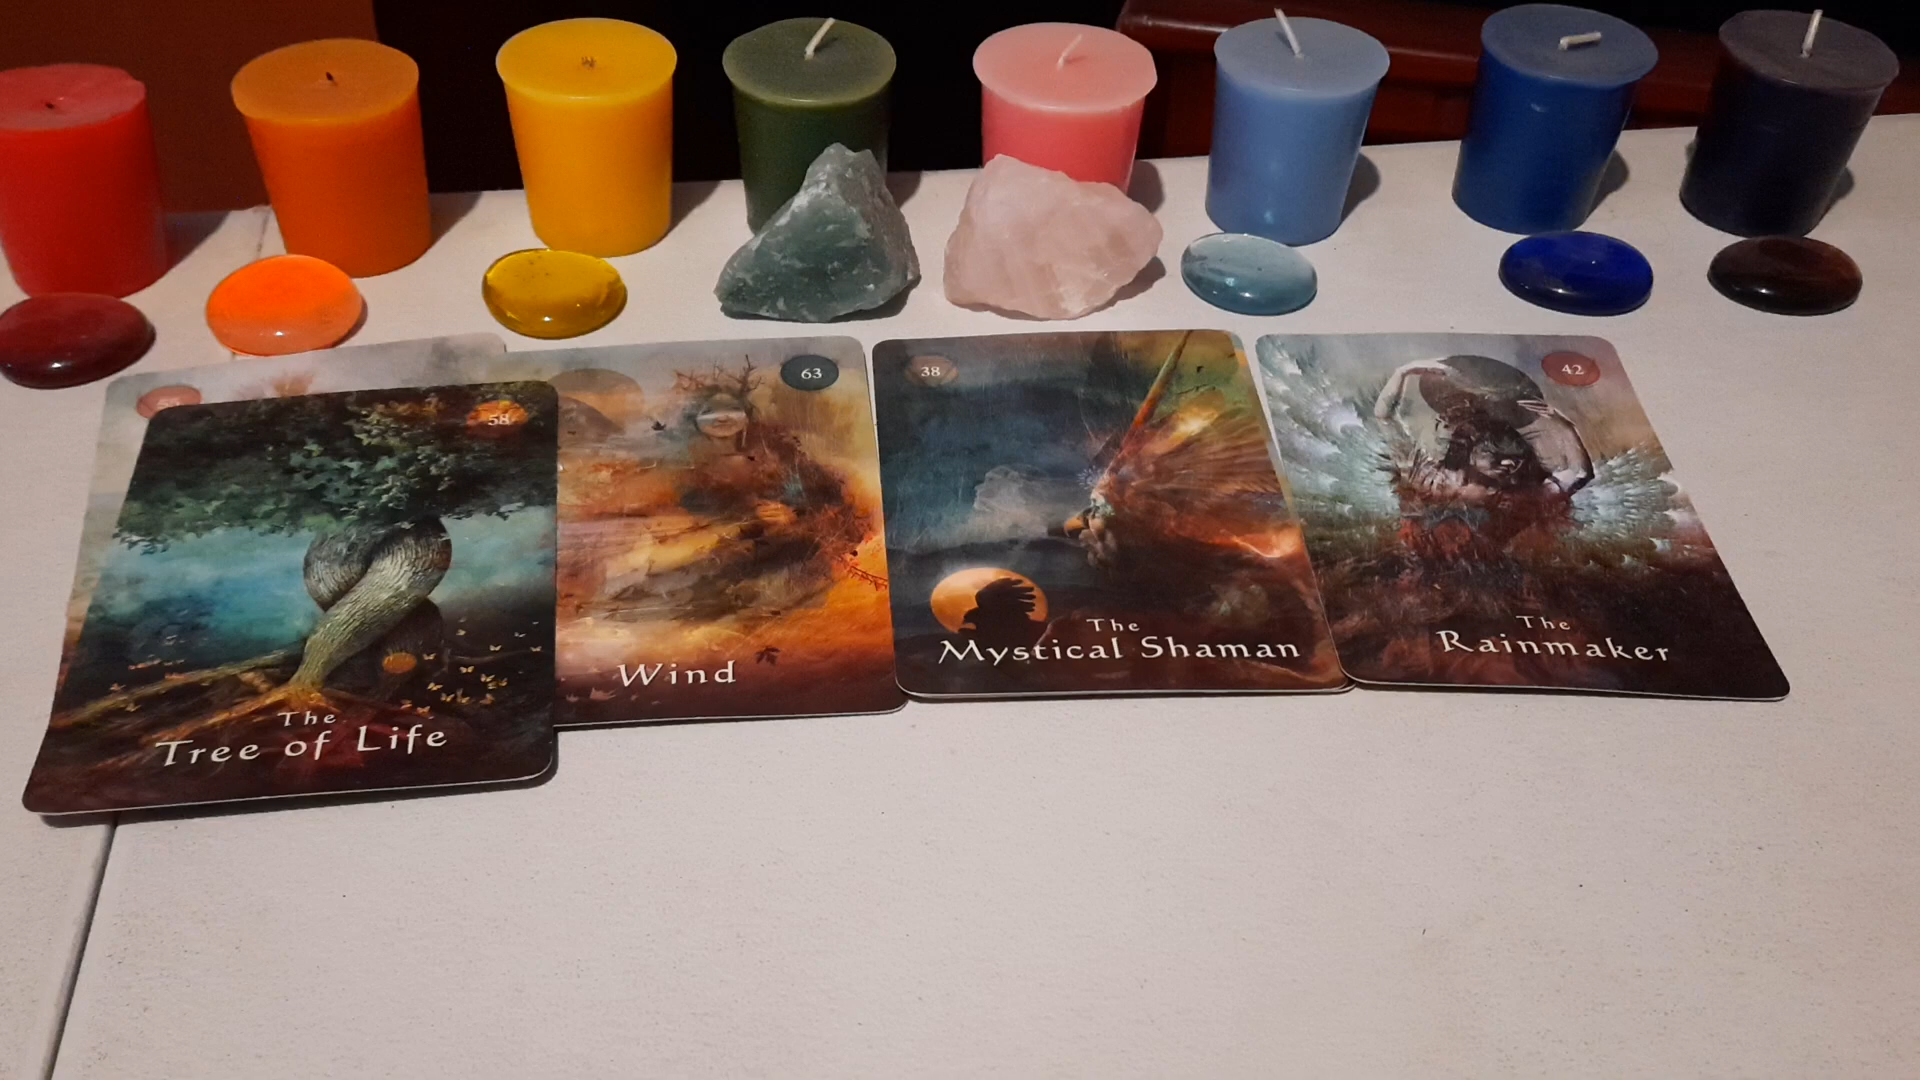 58
The
Tree of Life
63
Wind
38
The
Mystical Shaman
42
The
Rainmaker